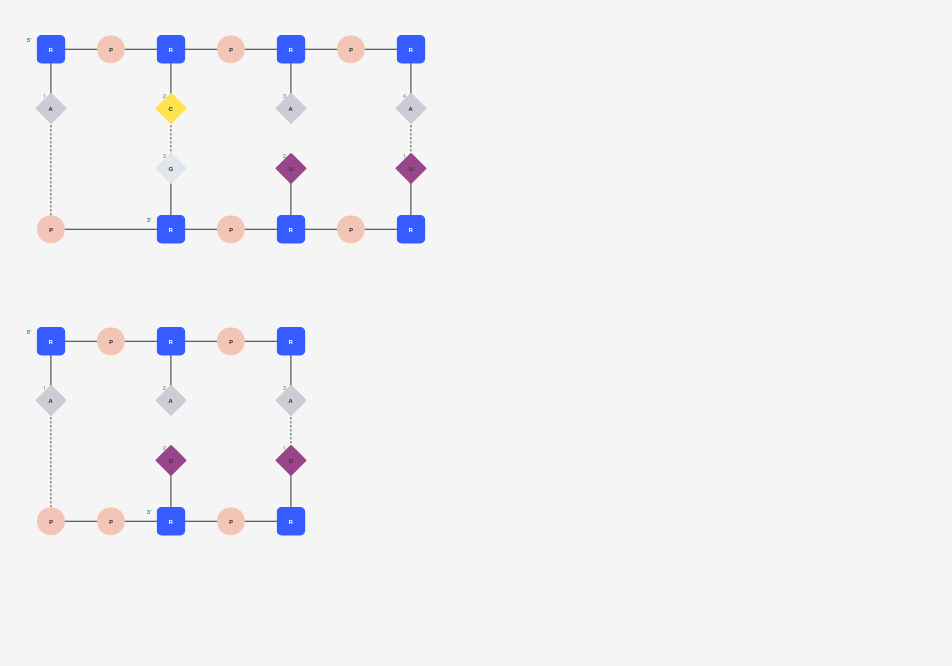 5' R P R P R P R
1 2 3 4
A C A A
3 2 1
G U U
3'
P R P R P R
5' R P R P R
1 2 3
A A A
2 1
U U
3'
P P R P R